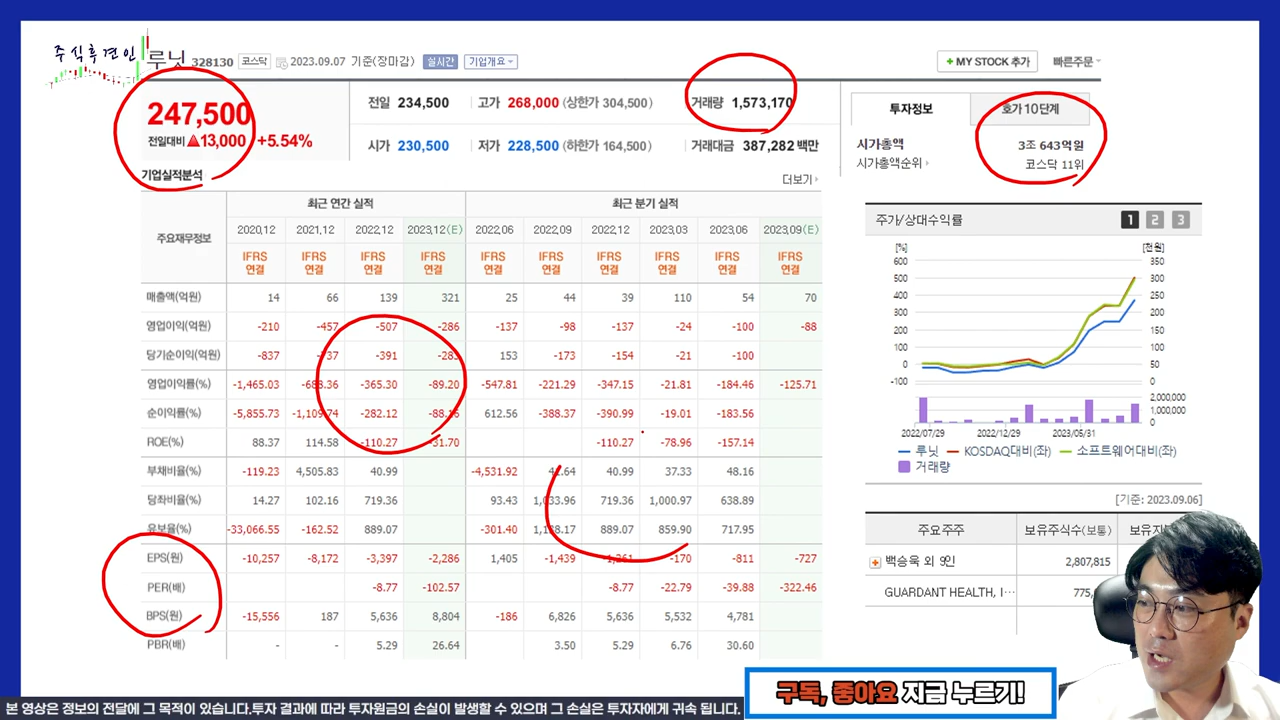 주식후견인
루닛 328130 코스닥 2023.09.07 기준(장마감) 실시간 기업개요
+ MY STOCK 추가 빠른주문
247,500
전일대비 ▲13,000 +5.54%
전일 234,500 고가 268,000 (상한가 304,500) 거래량 1,573,170
시가 230,500 저가 228,500 (하한가 164,500) 거래대금 387,282 백만
투자정보 호가 10단계
시가총액 3조 643억원
시가총액순위 코스닥 11위
기업실적분석 더보기
주요재무정보 최근 연간 실적 최근 분기 실적
2020.12 2021.12 2022.12 2023.12(E) 2022.06 2022.09 2022.12 2023.03 2023.06 2023.09(E)
IFRS IFRS IFRS IFRS IFRS IFRS IFRS IFRS IFRS IFRS
연결 연결 연결 연결 연결 연결 연결 연결 연결 연결
매출액(억원) 14 66 139 321 25 44 39 110 54 70
영업이익(억원) -210 -457 -507 -286 -137 -98 -137 -24 -100 -88
당기순이익(억원) -837 -391 153 -173 -154 -21 -100
영업이익률(%) -1,465.03 -365.30 -89.20 -547.81 -221.29 -347.15 -21.81 -184.46 -125.71
순이익률(%) -5,855.73 -1,109.74 -282.12 612.56 -388.37 -390.99 -19.01 -183.56
ROE(%) 88.37 114.58 -110.27 -31.70 -110.27 -78.96 -157.14
부채비율(%) -119.23 4,505.83 40.99 -4,531.92 40.99 37.33 48.16
당좌비율(%) 14.27 102.16 719.36 93.43 719.36 1,000.97 638.89
유보율(%) -33,066.55 -162.52 889.07 -301.40 889.07 859.90 717.95
EPS(원) -10,257 -8,172 -3,397 -2,286 1,405 -1,439 -1,261 -170 -811 -727
PER(배) -8.77 -102.57 -8.77 -22.79 -39.88 -322.46
BPS(원) -15,556 187 5,636 8,804 -186 6,826 5,636 5,532 4,781
PBR(배) - - 5.29 26.64 3.50 5.29 6.76 30.60
주가/상대수익률 1 2 3
[%] [천원]
600 350
500 300
400 250
300 200
200 150
100 100
0 50
-100 0
2,000,000
1,000,000
0
2022/07/29 2022/12/29 2023/05/31
루닛 KOSDAQ대비(좌) 소프트웨어대비(좌)
거래량
[기준: 2023.09.06]
주요주주 보유주식수(보통)
백승욱 외 9인 2,807,815
GUARDANT HEALTH, I···
구독, 좋아요 지금 누르기!
본 영상은 정보의 전달에 그 목적이 있습니다.투자 결과에 따라 투자원금의 손실이 발생할 수 있으며 그 손실은 투자자에게 귀속 됩니다.